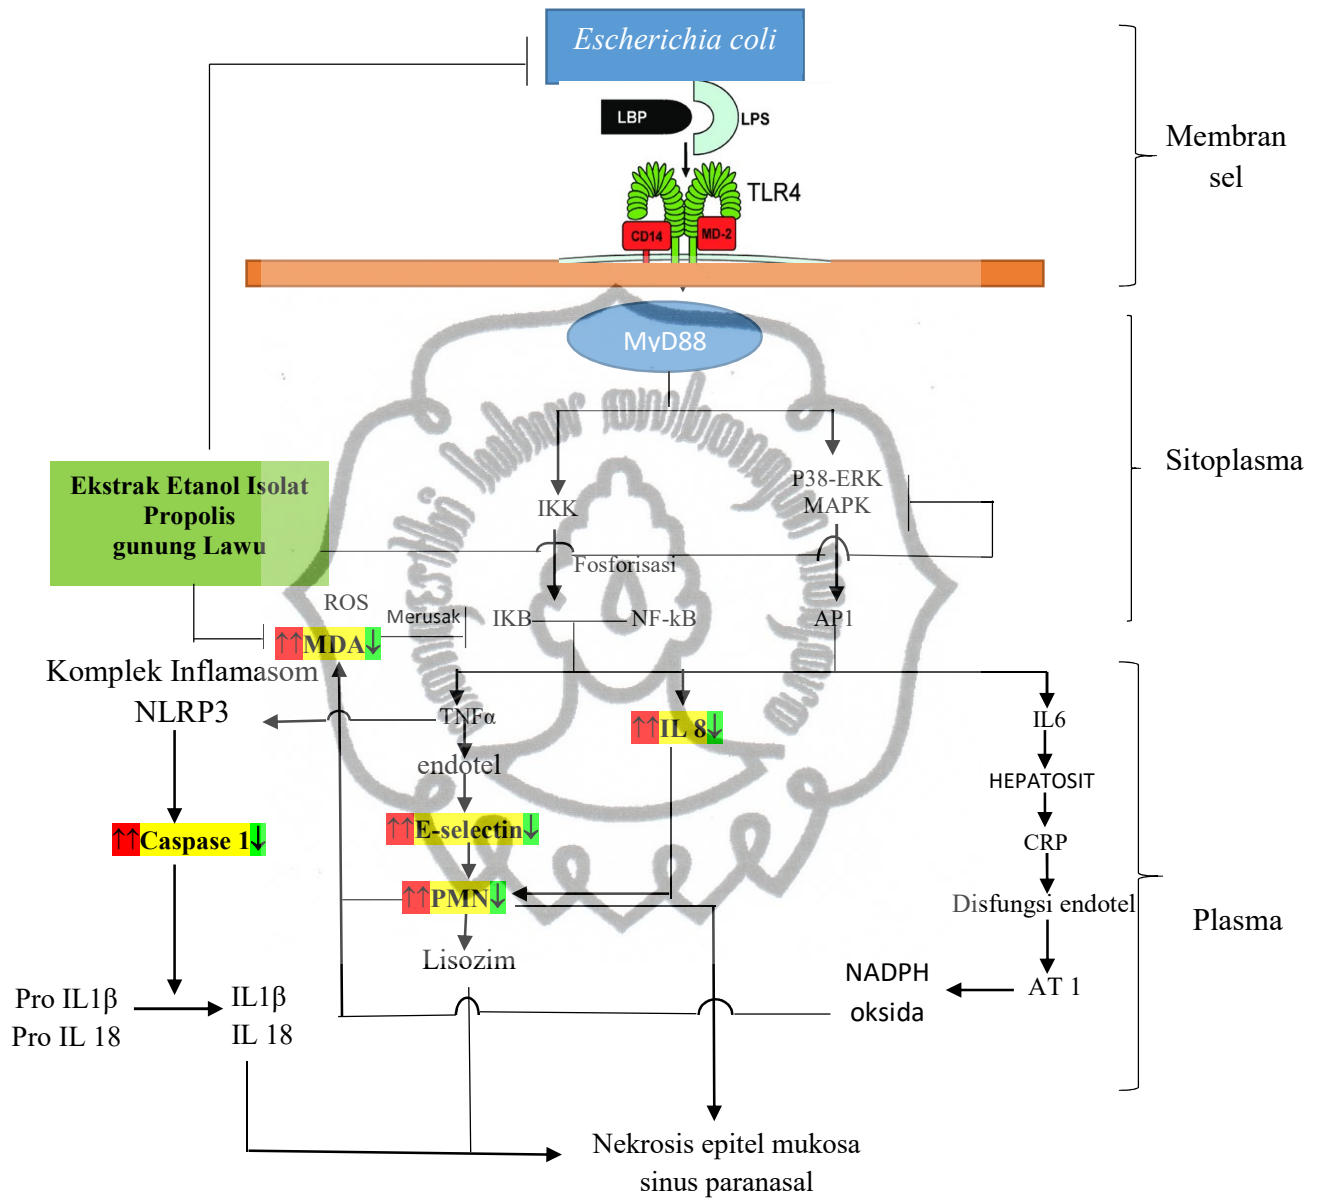 Escherichia coli
LBP
LPS
TLR4
CD14
MD-2
Membran
sel
MyD88
Sitoplasma
Ekstrak Etanol Isolat
Propolis
gunung Lawu
IKK
P38-ERK
MAPK
Fosforisasi
ROS
Merusak
IKB
NF-kB
AP1
↑↑MDA↓
Komplek Inflamasom
NLRP3
TNFα
↑↑IL 8↓
IL6
endotel
HEPATOSIT
↑↑Caspase 1↓
↑↑E-selectin↓
CRP
↑↑PMN↓
Disfungsi endotel
Plasma
Lisozim
NADPH
oksida
AT 1
Pro IL1β
Pro IL 18
IL1β
IL 18
Nekrosis epitel mukosa
sinus paranasal